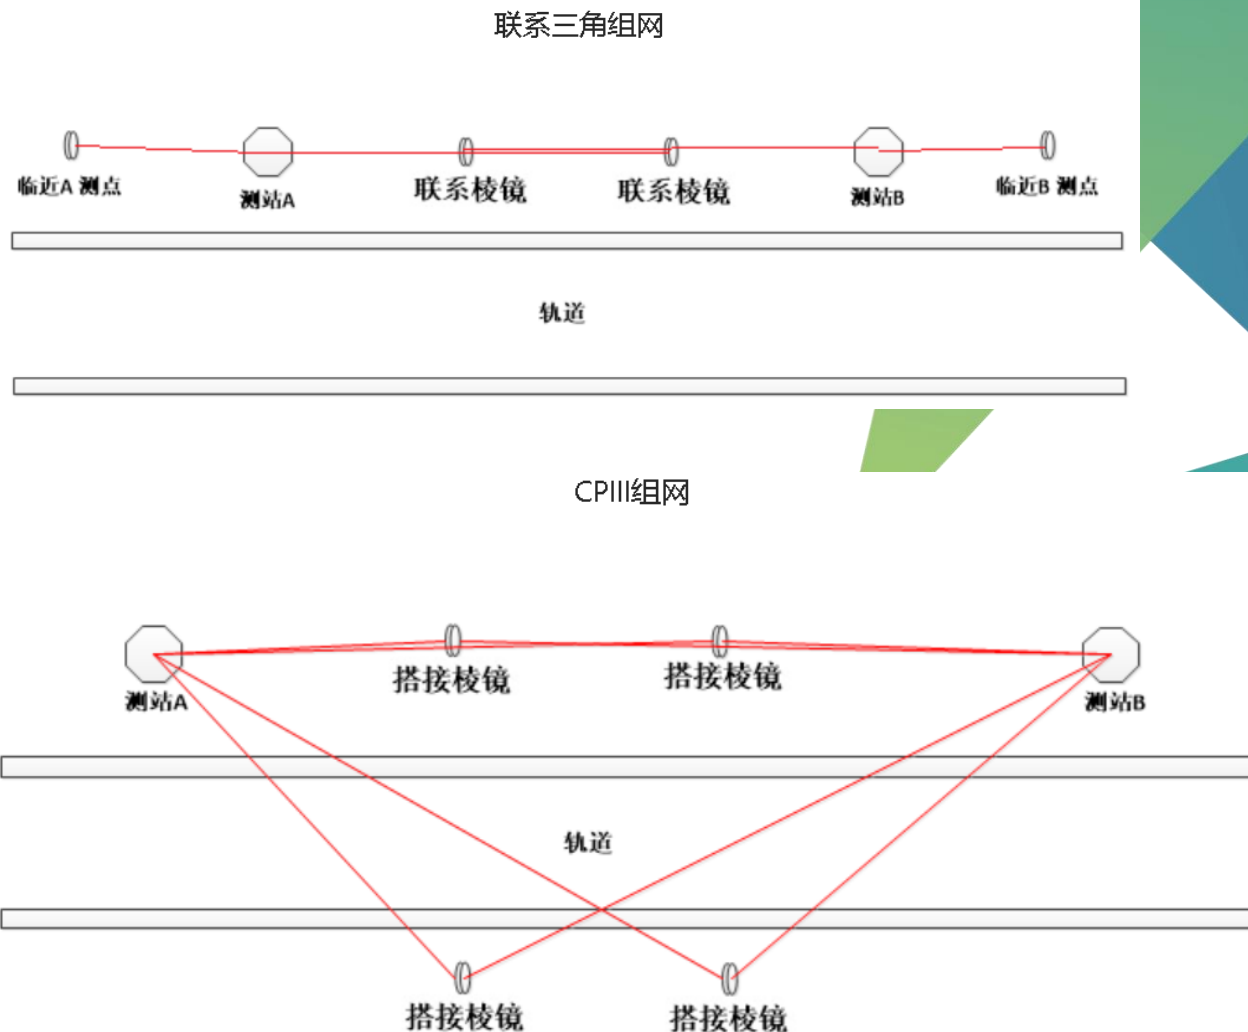 联系三角组网
临近A 测点
测站A
联系棱镜
联系棱镜
测站B
临近B 测点
轨道
CPIII组网
测站A
搭接棱镜
搭接棱镜
测站B
轨道
搭接棱镜
搭接棱镜